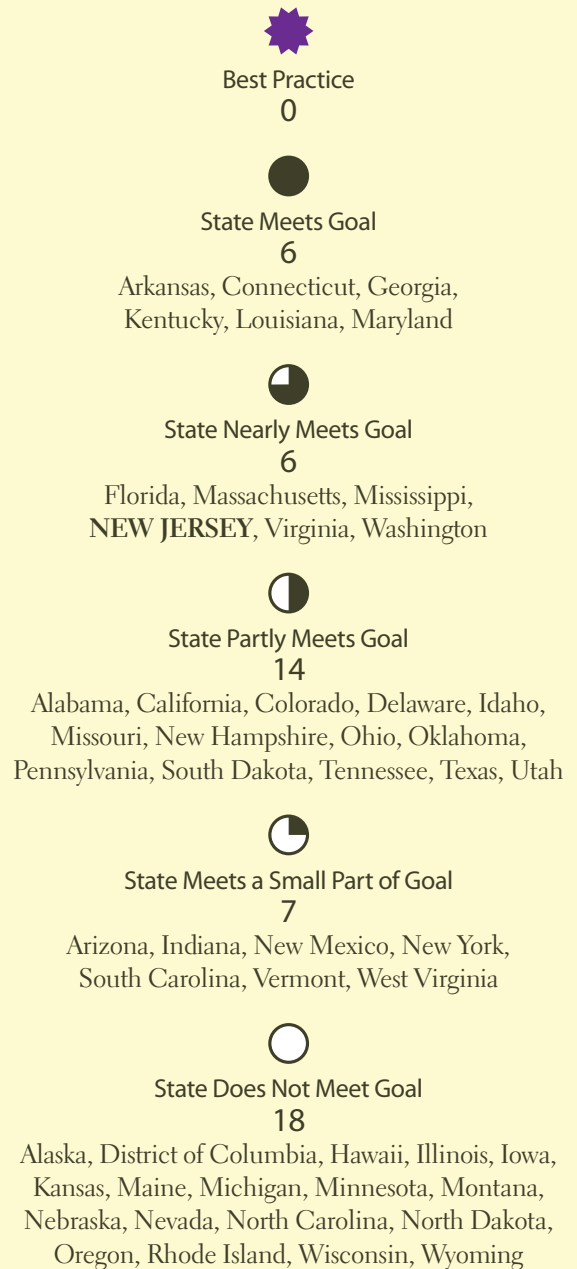 Best Practice
0
State Meets Goal
6
Arkansas, Connecticut, Georgia,
Kentucky, Louisiana, Maryland
State Nearly Meets Goal
6
Florida, Massachusetts, Mississippi,
NEW JERSEY, Virginia, Washington
State Partly Meets Goal
14
Alabama, California, Colorado, Delaware, Idaho,
Missouri, New Hampshire, Ohio, Oklahoma,
Pennsylvania, South Dakota, Tennessee, Texas, Utah
State Meets a Small Part of Goal
7
Arizona, Indiana, New Mexico, New York,
South Carolina, Vermont, West Virginia
State Does Not Meet Goal
18
Alaska, District of Columbia, Hawaii, Illinois, Iowa,
Kansas, Maine, Michigan, Minnesota, Montana,
Nebraska, Nevada, North Carolina, North Dakota,
Oregon, Rhode Island, Wisconsin, Wyoming